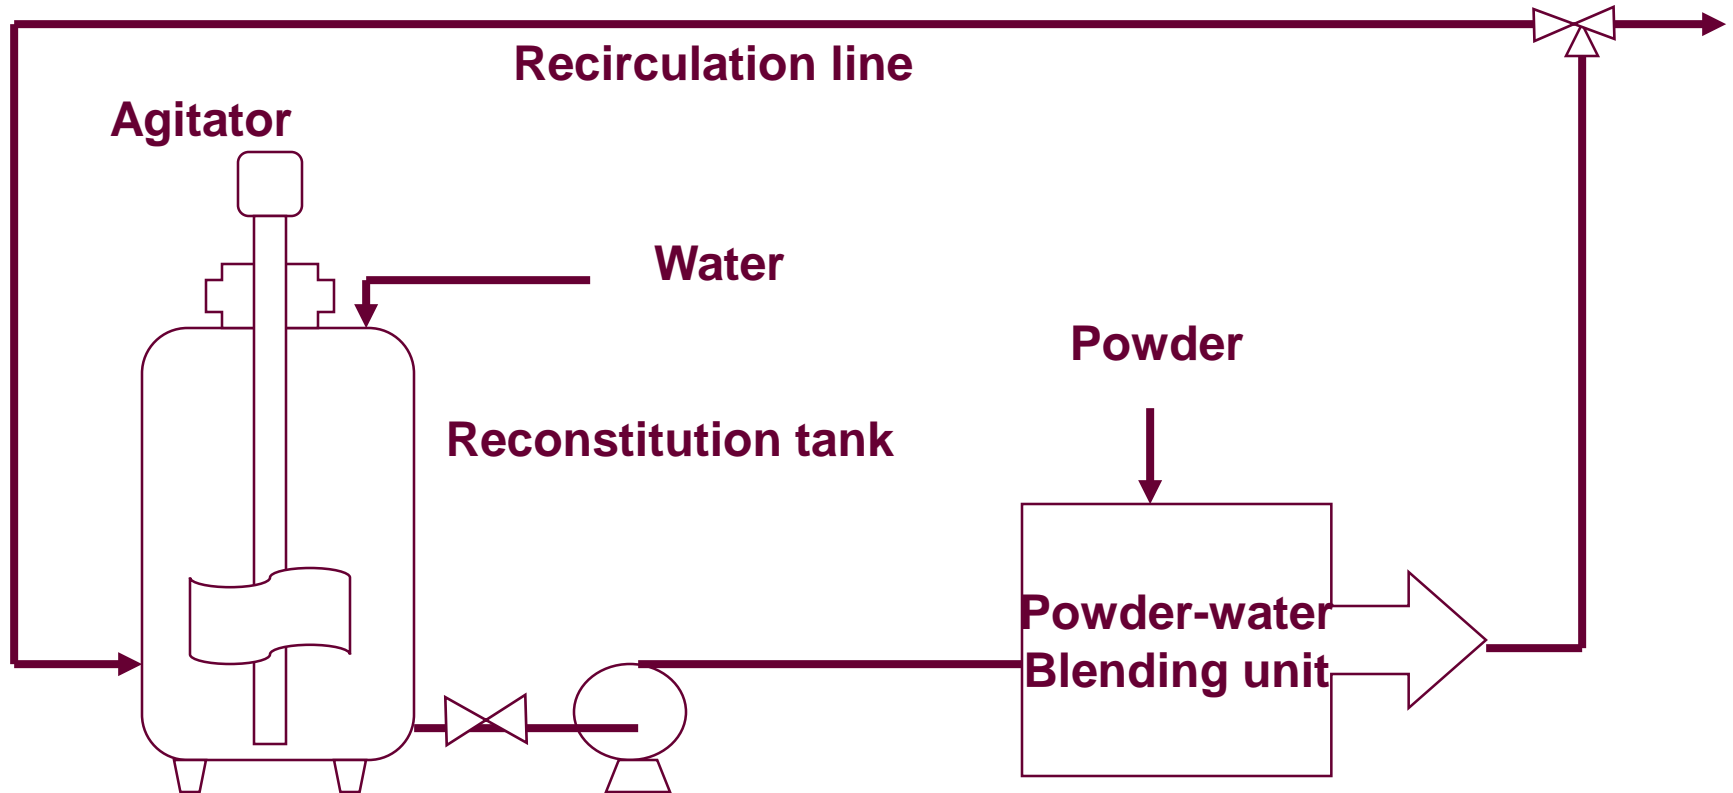 Recirculation line
Agitator
Water
Powder
Reconstitution tank
Powder-water
Blending unit